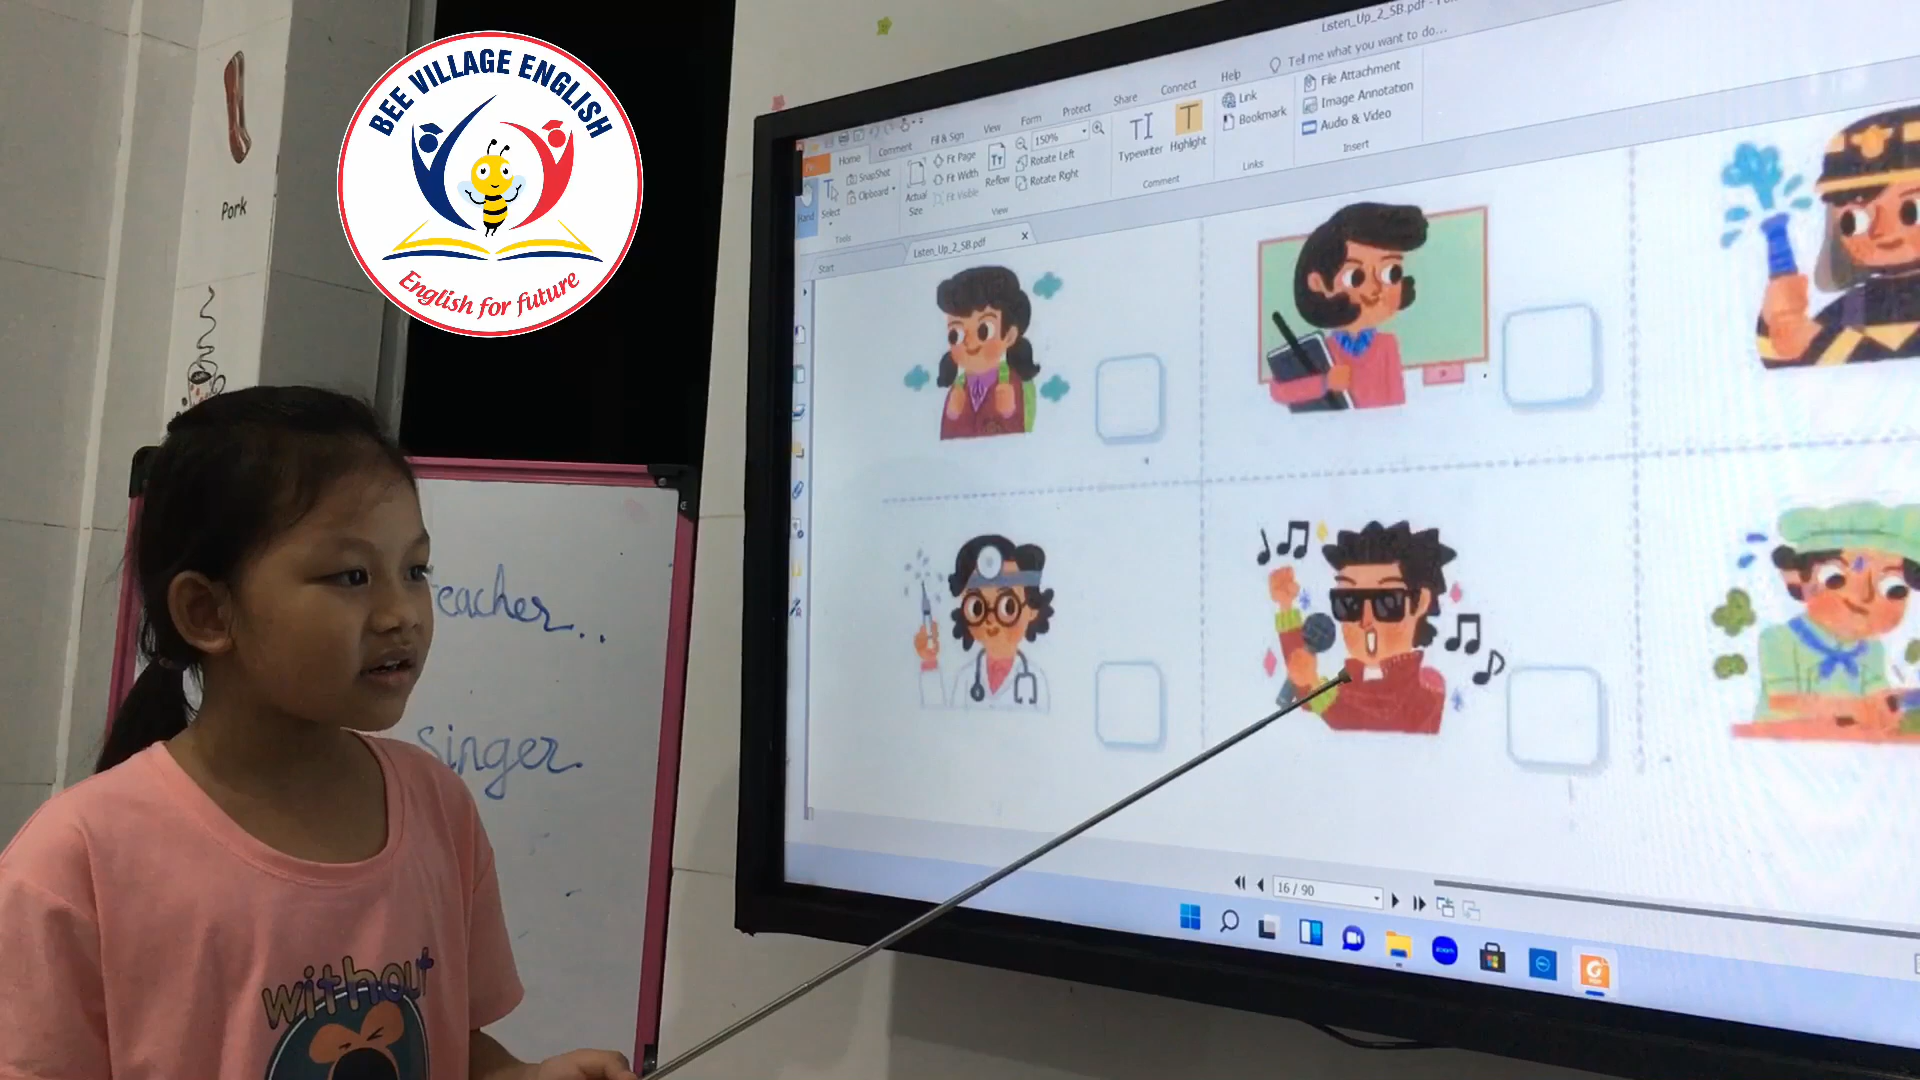 BEE VILLAGE ENGLISH
English for future
Pork
teacher..
singer.
without
Listen_Up_2_SB.pdf
Tell me what you want to do...
Home
Comment
Fill & Sign
View
Form
Protect
Share
Connect
Help
Hand
Select
SnapShot
Clipboard
Tools
Actual
Size
Fit Page
Fit Width
Fit Visible
Reflow
150%
Rotate Left
Rotate Right
View
Typewriter
Highlight
Comment
Link
Bookmark
Links
File Attachment
Image Annotation
Audio & Video
Insert
Start
Listen_Up_2_SB.pdf
16 / 90
zoom